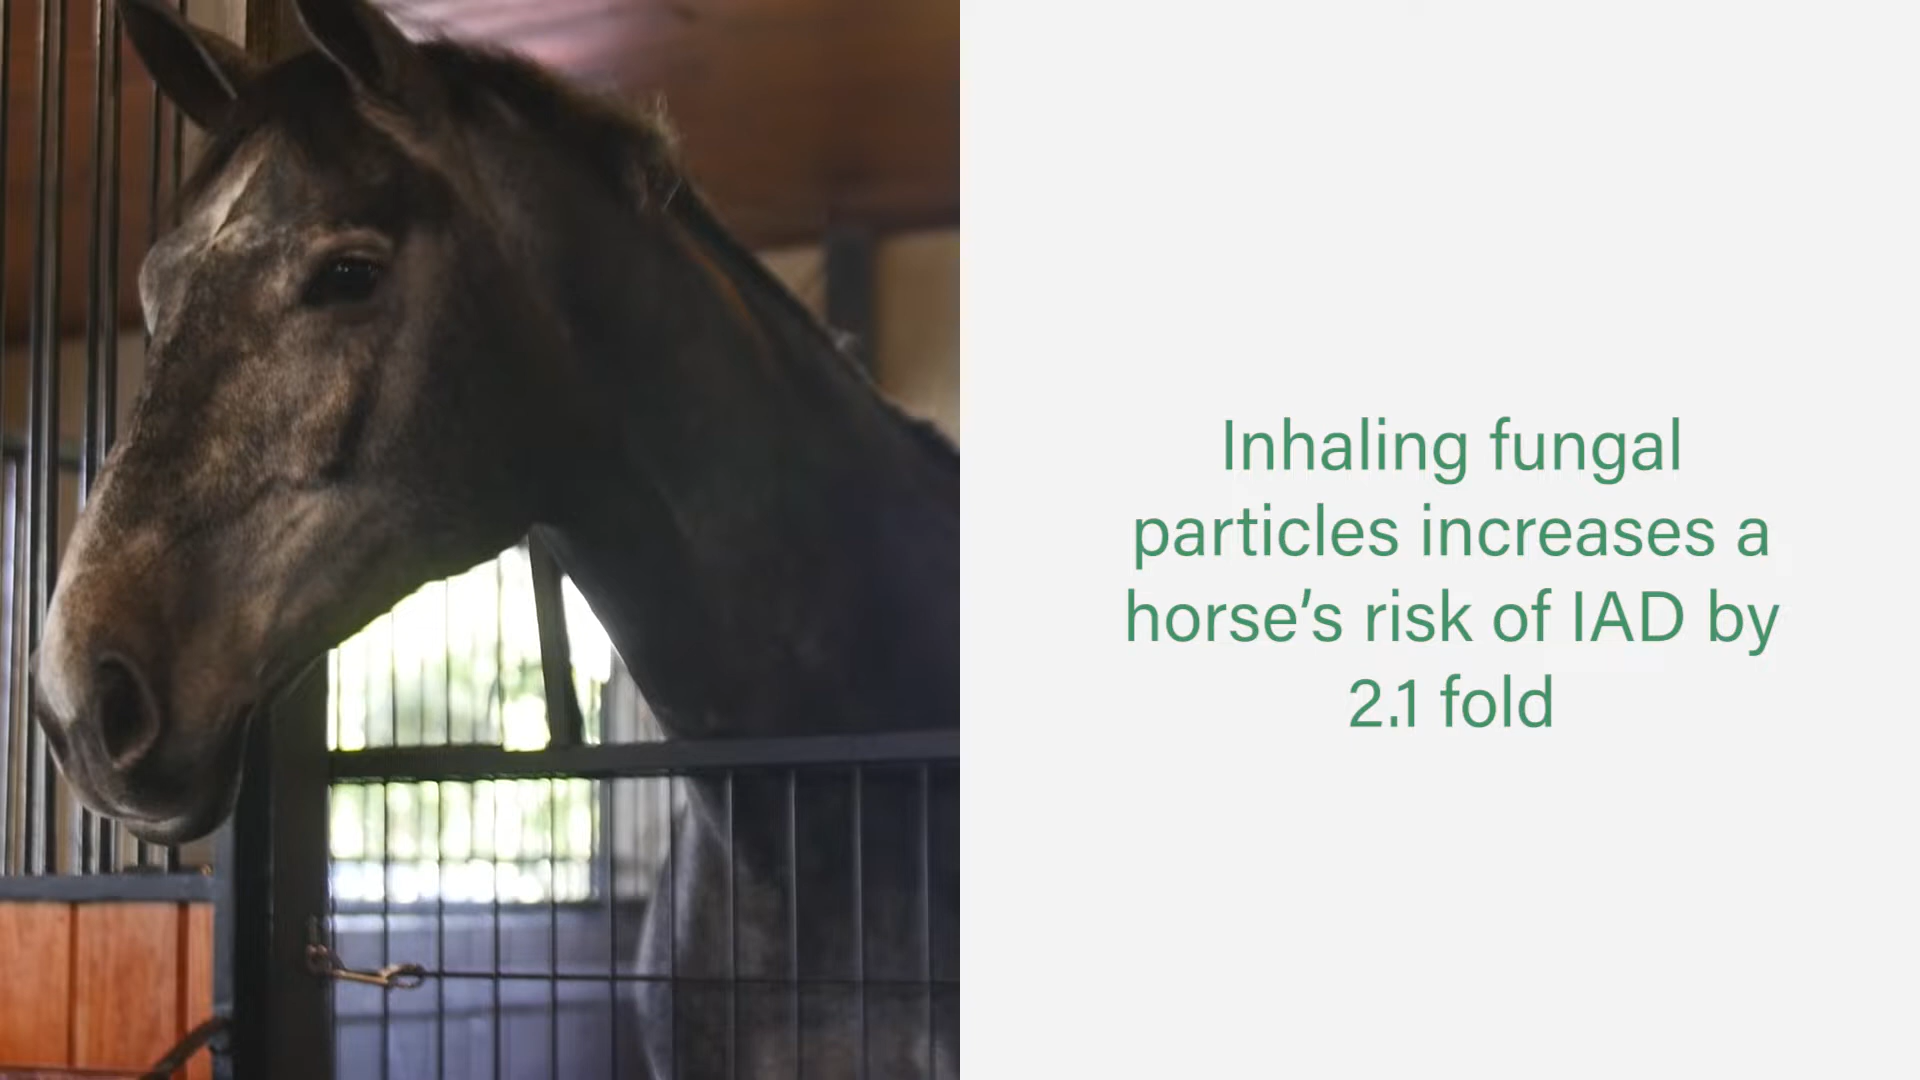 Inhaling fungal
particles increases a
horse’s risk of IAD by
2.1 fold